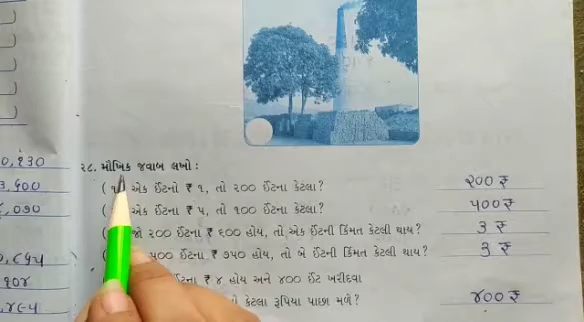 ૦,૬૩૦
૨૮. મૌખિક જવાબ લખો :
એક ઈંટનો ₹ ૧, તો ૨૦૦ ઈંટના કેટલા? ૨૦૦ ₹
એક ઈંટના ₹ ૫, તો ૧૦૦ ઈંટના કેટલા? ૫૦૦ ₹
જો ૨૦૦ ઈંટના ₹ ૬૦૦ હોય, તો એક ઈંટની કિંમત કેટલી થાય? ૩ ₹
૫૦૦ ઈંટના ₹ ૭૫૦ હોય, તો બે ઈંટની કિંમત કેટલી થાય? ૩ ₹
₹ ૪ હોય અને ૪૦૦ ઈંટ ખરીદવા
કેટલા રૂપિયા પાછા મળે? ૪૦૦ ₹